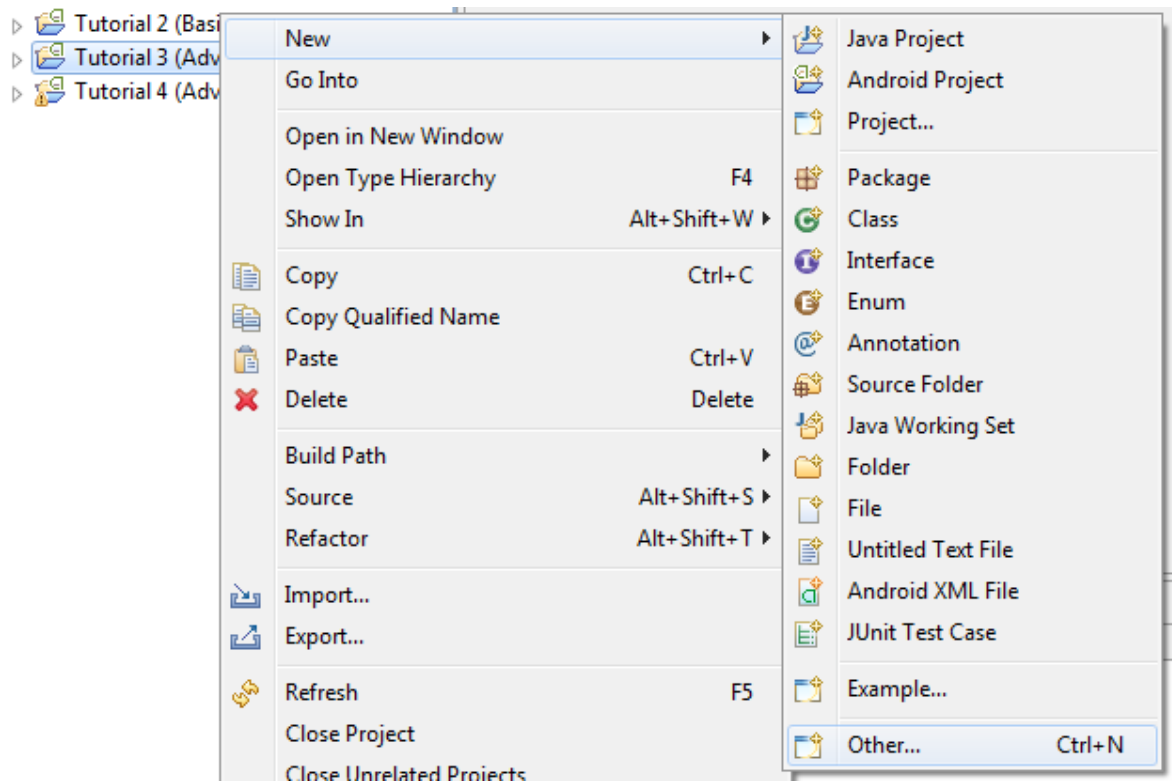 Tutorial 2 (Basi
Tutorial 3 (Adv
Tutorial 4 (Adv
New
Go Into
Open in New Window
Open Type Hierarchy F4
Show In Alt+Shift+W
Copy Ctrl+C
Copy Qualified Name
Paste Ctrl+V
Delete Delete
Build Path
Source Alt+Shift+S
Refactor Alt+Shift+T
Import...
Export...
Refresh F5
Close Project
Close Unrelated Projects
Java Project
Android Project
Project...
Package
Class
Interface
Enum
Annotation
Source Folder
Java Working Set
Folder
File
Untitled Text File
Android XML File
JUnit Test Case
Example...
Other... Ctrl+N